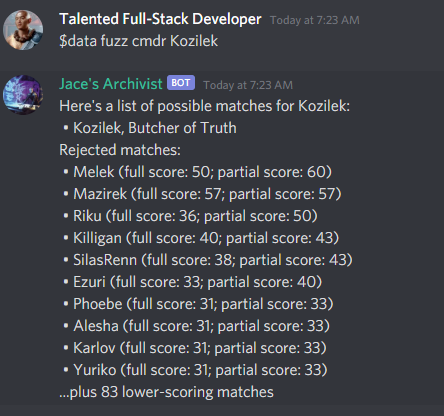 Talented Full-Stack Developer Today at 7:23 AM
$data fuzz cmdr Kozilek
Jace's Archivist BOT Today at 7:23 AM
Here's a list of possible matches for Kozilek:
• Kozilek, Butcher of Truth
Rejected matches:
• Melek (full score: 50; partial score: 60)
• Mazirek (full score: 57; partial score: 57)
• Riku (full score: 36; partial score: 50)
• Killigan (full score: 40; partial score: 43)
• SilasRenn (full score: 38; partial score: 43)
• Ezuri (full score: 33; partial score: 40)
• Phoebe (full score: 31; partial score: 33)
• Alesha (full score: 31; partial score: 33)
• Karlov (full score: 31; partial score: 33)
• Yuriko (full score: 31; partial score: 33)
...plus 83 lower-scoring matches